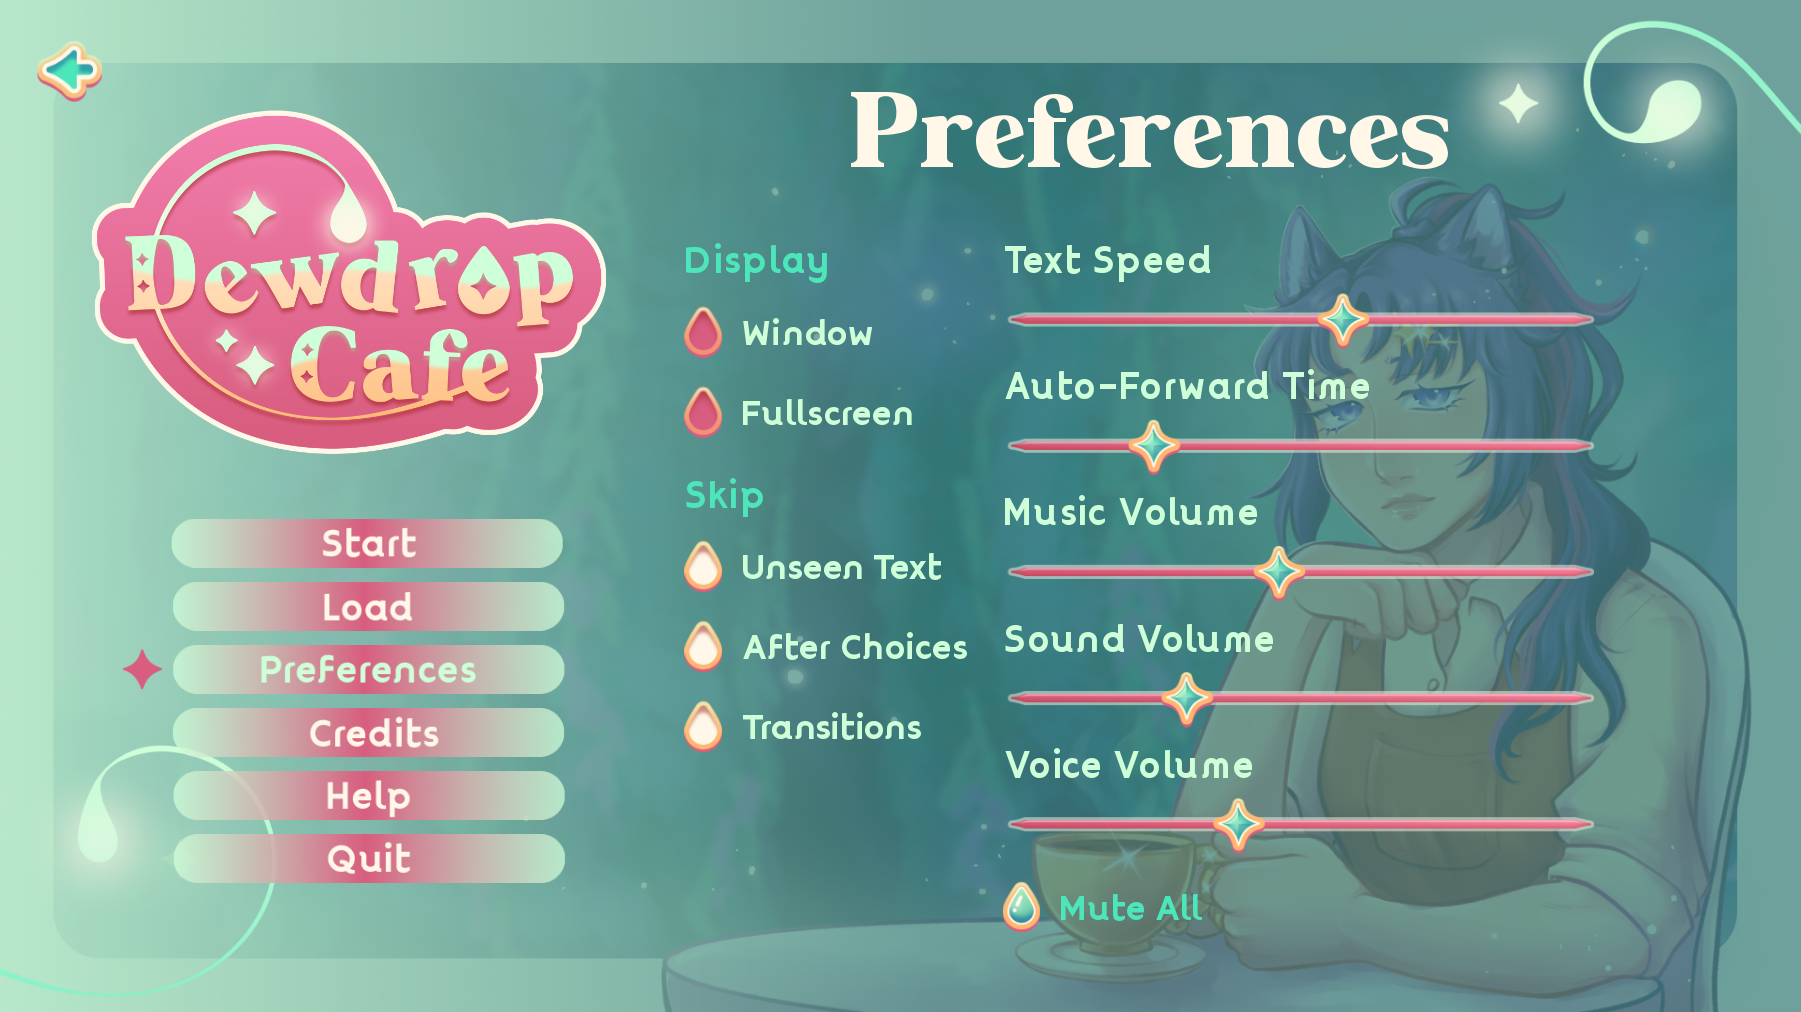 Preferences
Dewdrop
Cafe
Start
Load
Preferences
Credits
Help
Quit
Display
Window
Fullscreen
Skip
Unseen Text
After Choices
Transitions
Text Speed
Auto-Forward Time
Music Volume
Sound Volume
Voice Volume
Mute All